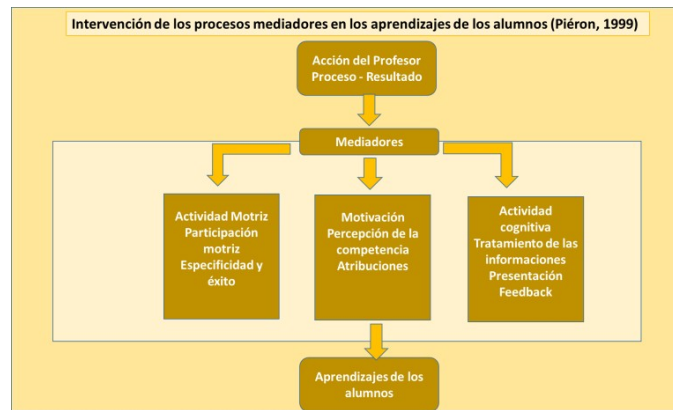 Intervención de los procesos mediadores en los aprendizajes de los alumnos (Piéron, 1999)
Acción del Profesor
Proceso - Resultado
Mediadores
Actividad Motriz
Participación
motriz
Especificidad y
éxito
Motivación
Percepción de la
competencia
Atribuciones
Actividad
cognitiva
Tratamiento de las
informaciones
Presentación
Feedback
Aprendizajes de los
alumnos